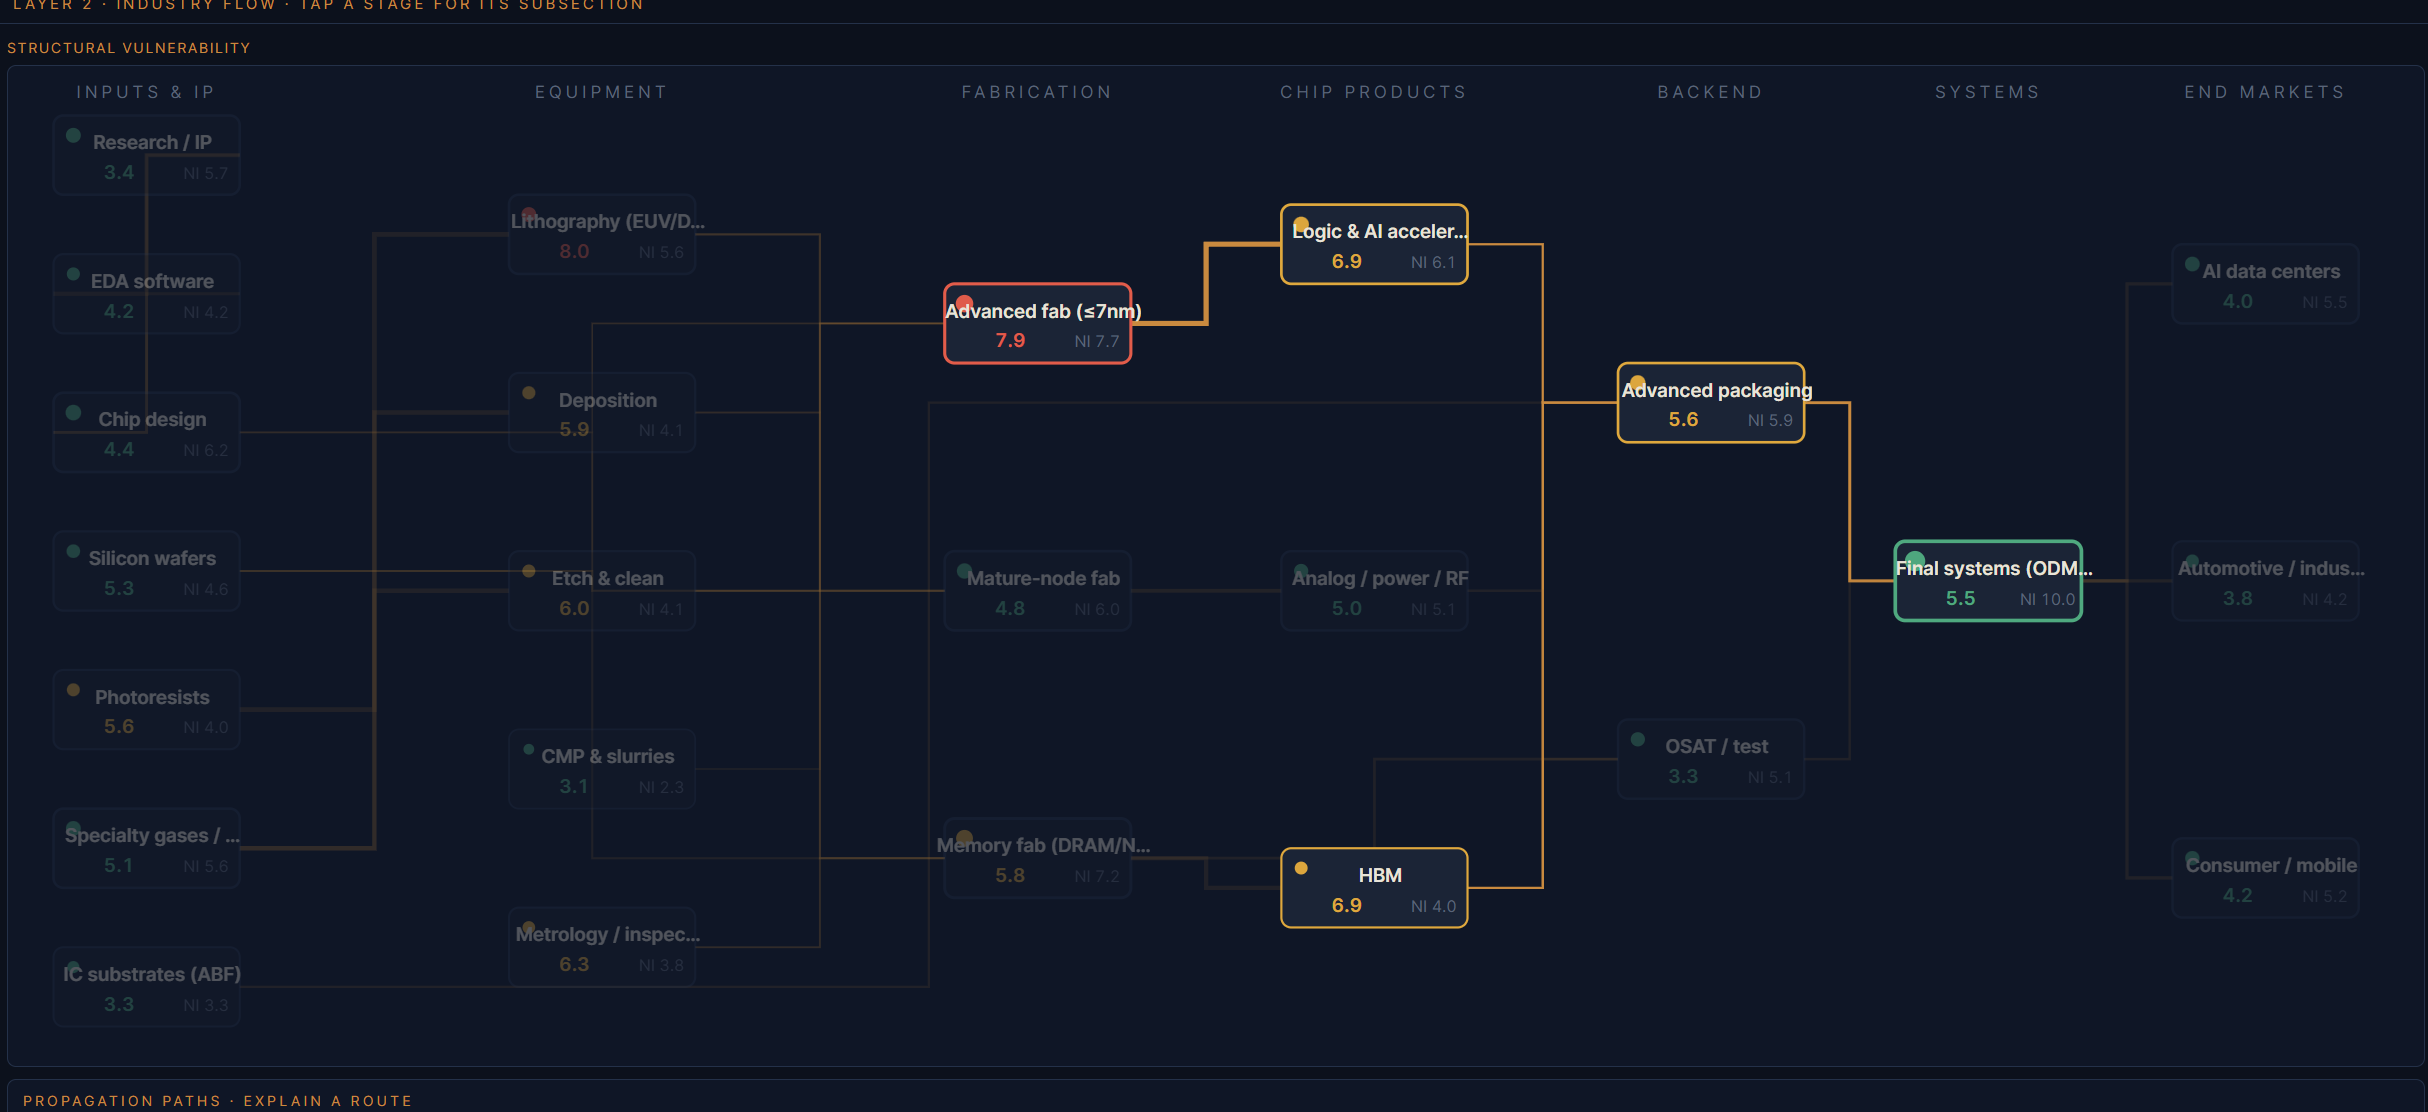 LAYER 2 · INDUSTRY FLOW · TAP A STAGE FOR ITS SUBSECTION
STRUCTURAL VULNERABILITY
INPUTS & IP
Research / IP
3.4 NI 5.7
EDA software
4.2 NI 4.2
Chip design
4.4 NI 6.2
Silicon wafers
5.3 NI 4.6
Photoresists
5.6 NI 4.0
Specialty gases / ...
5.1 NI 5.6
IC substrates (ABF)
3.3 NI 3.3
EQUIPMENT
Lithography (EUV/D...
8.0 NI 5.6
Deposition
5.9 NI 4.1
Etch & clean
6.0 NI 4.1
CMP & slurries
3.1 NI 2.3
Metrology / inspec...
6.3 NI 3.8
FABRICATION
Advanced fab (≤7nm)
7.9 NI 7.7
Mature-node fab
4.8 NI 6.0
Memory fab (DRAM/N...
5.8 NI 7.2
CHIP PRODUCTS
Logic & AI acceler...
6.9 NI 6.1
Analog / power / RF
5.0 NI 5.1
HBM
6.9 NI 4.0
BACKEND
Advanced packaging
5.6 NI 5.9
OSAT / test
3.3 NI 5.1
SYSTEMS
Final systems (ODM...
5.5 NI 10.0
END MARKETS
AI data centers
4.0 NI 5.5
Automotive / indus...
3.8 NI 4.2
Consumer / mobile
4.2 NI 5.2
PROPAGATION PATHS · EXPLAIN A ROUTE